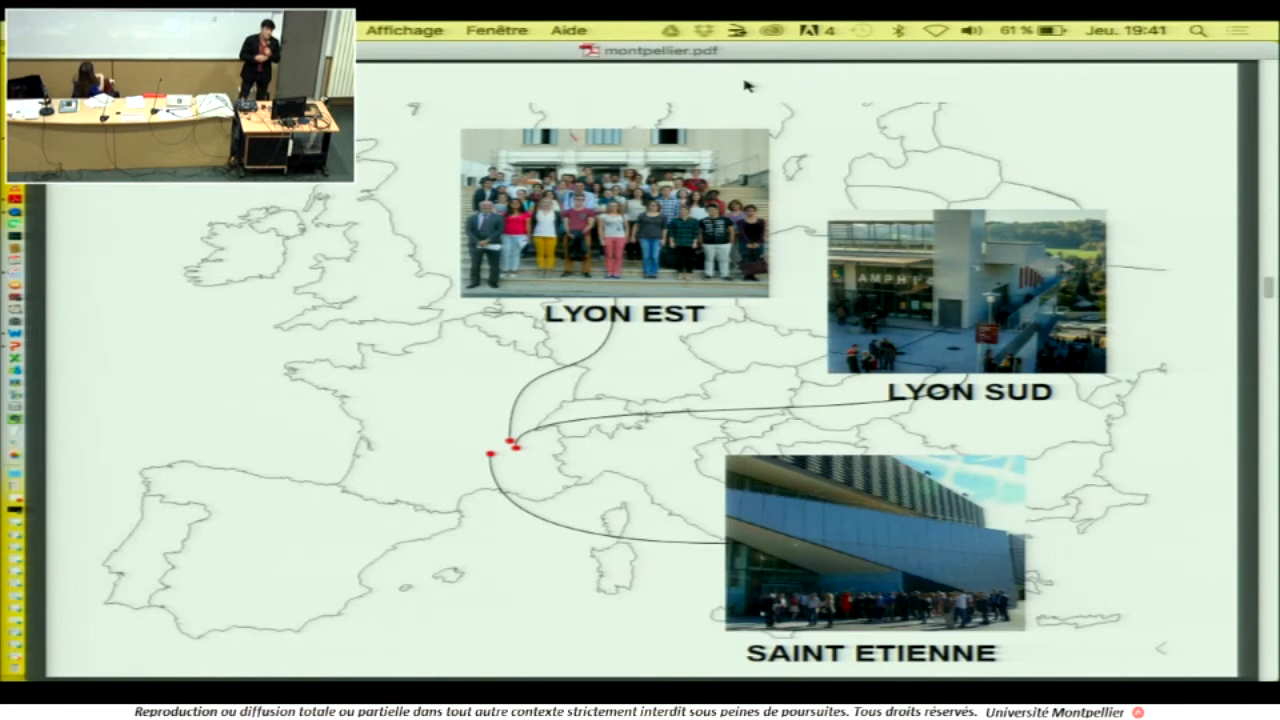 Affichage Fenêtre Aide 4 61 % Jeu. 19:41
montpellier.pdf
AMPHI
LYON EST
LYON SUD
SAINT ETIENNE
Reproduction ou diffusion totale ou partielle dans tout autre contexte strictement interdit sous peines de poursuites. Tous droits réservés. Université Montpellier